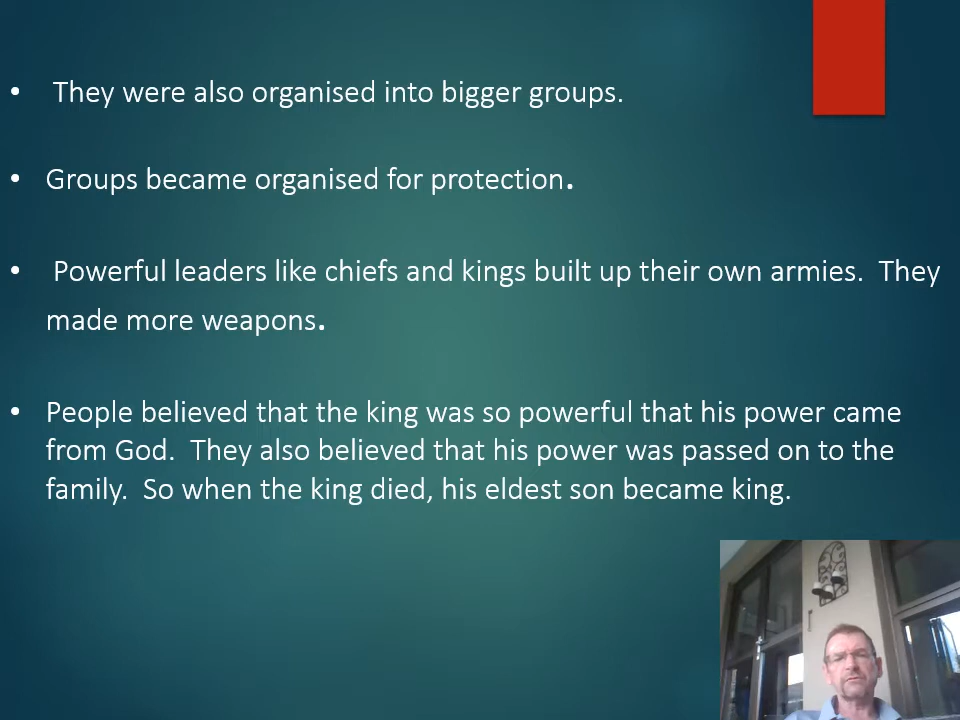 • They were also organised into bigger groups.
• Groups became organised for protection.
• Powerful leaders like chiefs and kings built up their own armies.  They
made more weapons.
• People believed that the king was so powerful that his power came
from God.  They also believed that his power was passed on to the
family.  So when the king died, his eldest son became king.